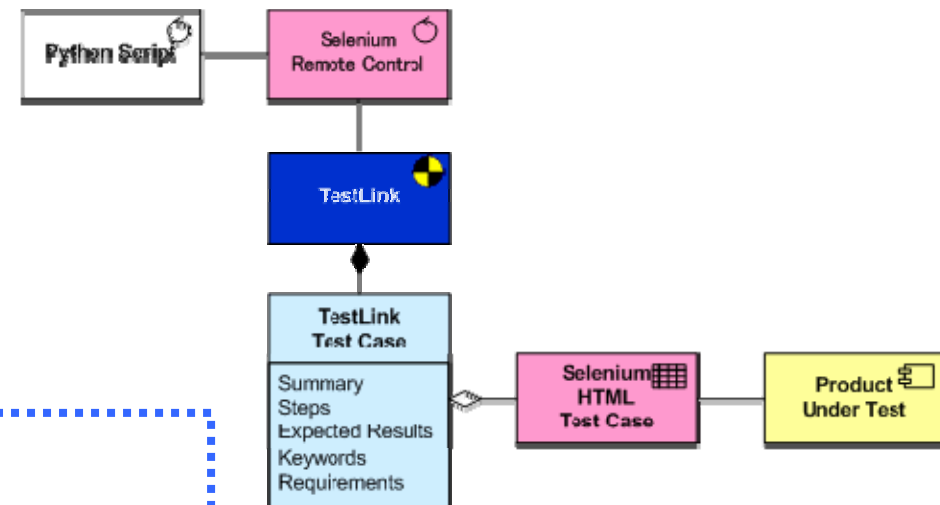 Python Script
Selenium
Remote Control
TestLink
TestLink
Test Case
Summary
Steps
Expected Results
Keywords
Requirements
Selenium
HTML
Test Case
Product
Under Test